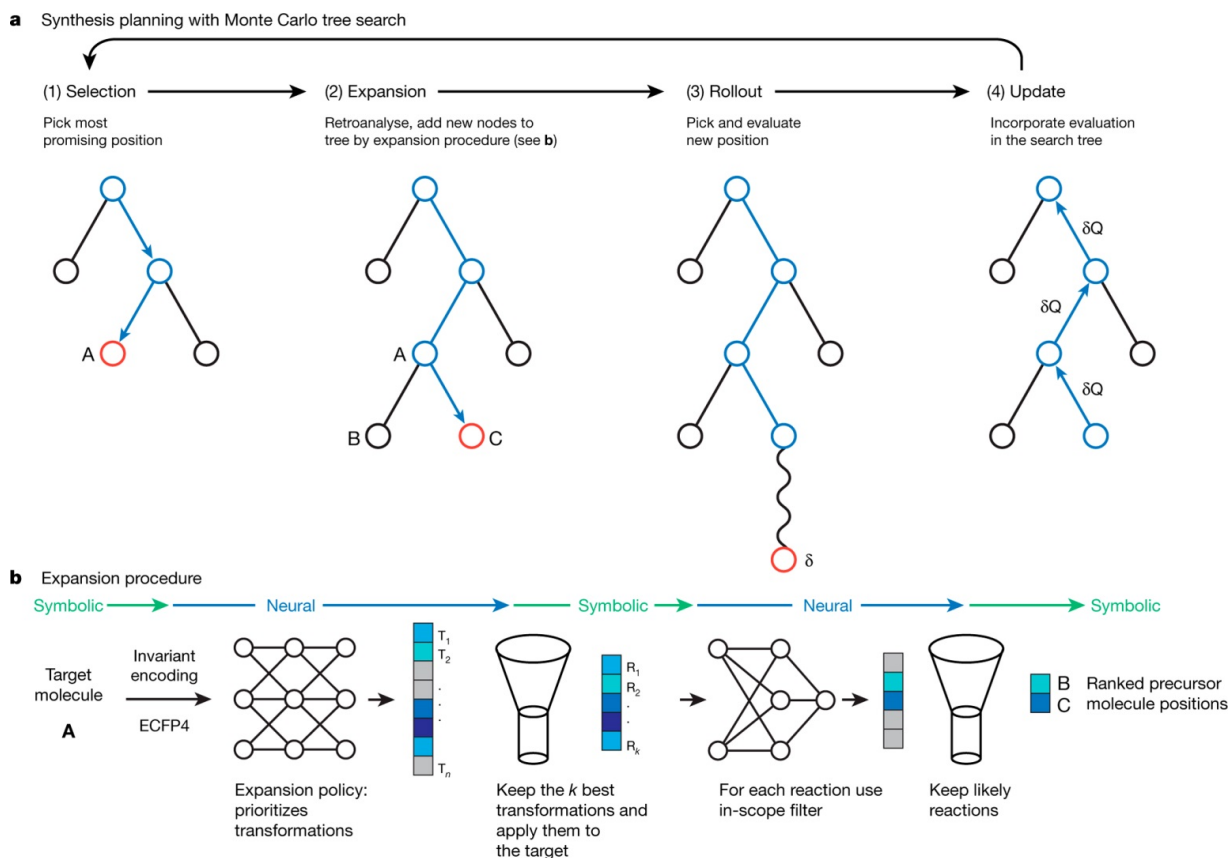 a Synthesis planning with Monte Carlo tree search
(1) Selection
(2) Expansion
(3) Rollout
(4) Update
Pick most
promising position
Retroanalyse, add new nodes to
tree by expansion procedure (see b)
Pick and evaluate
new position
Incorporate evaluation
in the search tree
A
A
B
C
δ
δQ
δQ
δQ
b Expansion procedure
Symbolic
Neural
Symbolic
Neural
Symbolic
Target
molecule
A
Invariant
encoding
ECFP4
T1
T2
.
.
.
Tn
Expansion policy:
prioritizes
transformations
Keep the k best
transformations and
apply them to
the target
R1
R2
.
.
Rk
For each reaction use
in-scope filter
Keep likely
reactions
B
C
Ranked precursor
molecule positions